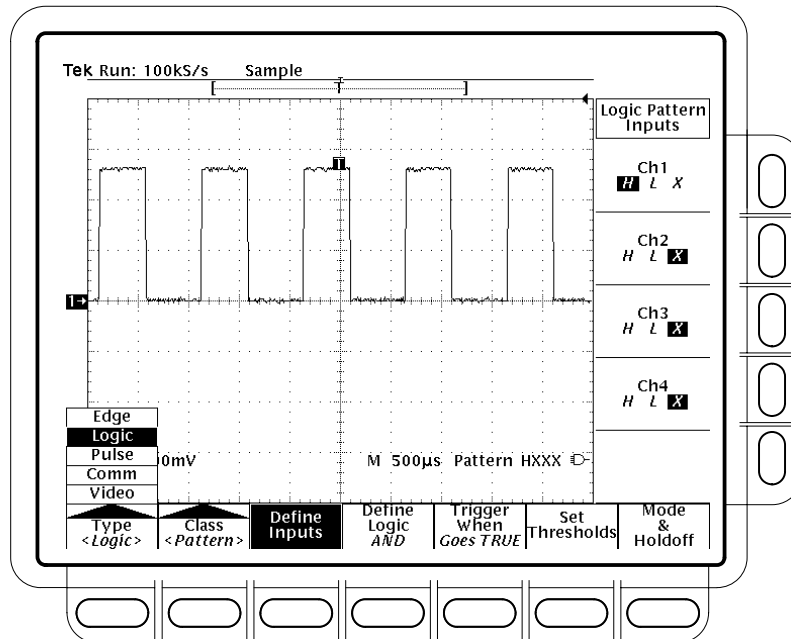 Tek Run: 100kS/s Sample
T
Logic Pattern
Inputs
Ch1
H L X
Ch2
H L X
Ch3
H L X
Ch4
H L X
1
Edge
Logic
Pulse
Comm
Video
0mV M 500µs Pattern HXXX
Type
<Logic>
Class
<Pattern>
Define
Inputs
Define
Logic
AND
Trigger
When
Goes TRUE
Set
Thresholds
Mode
&
Holdoff